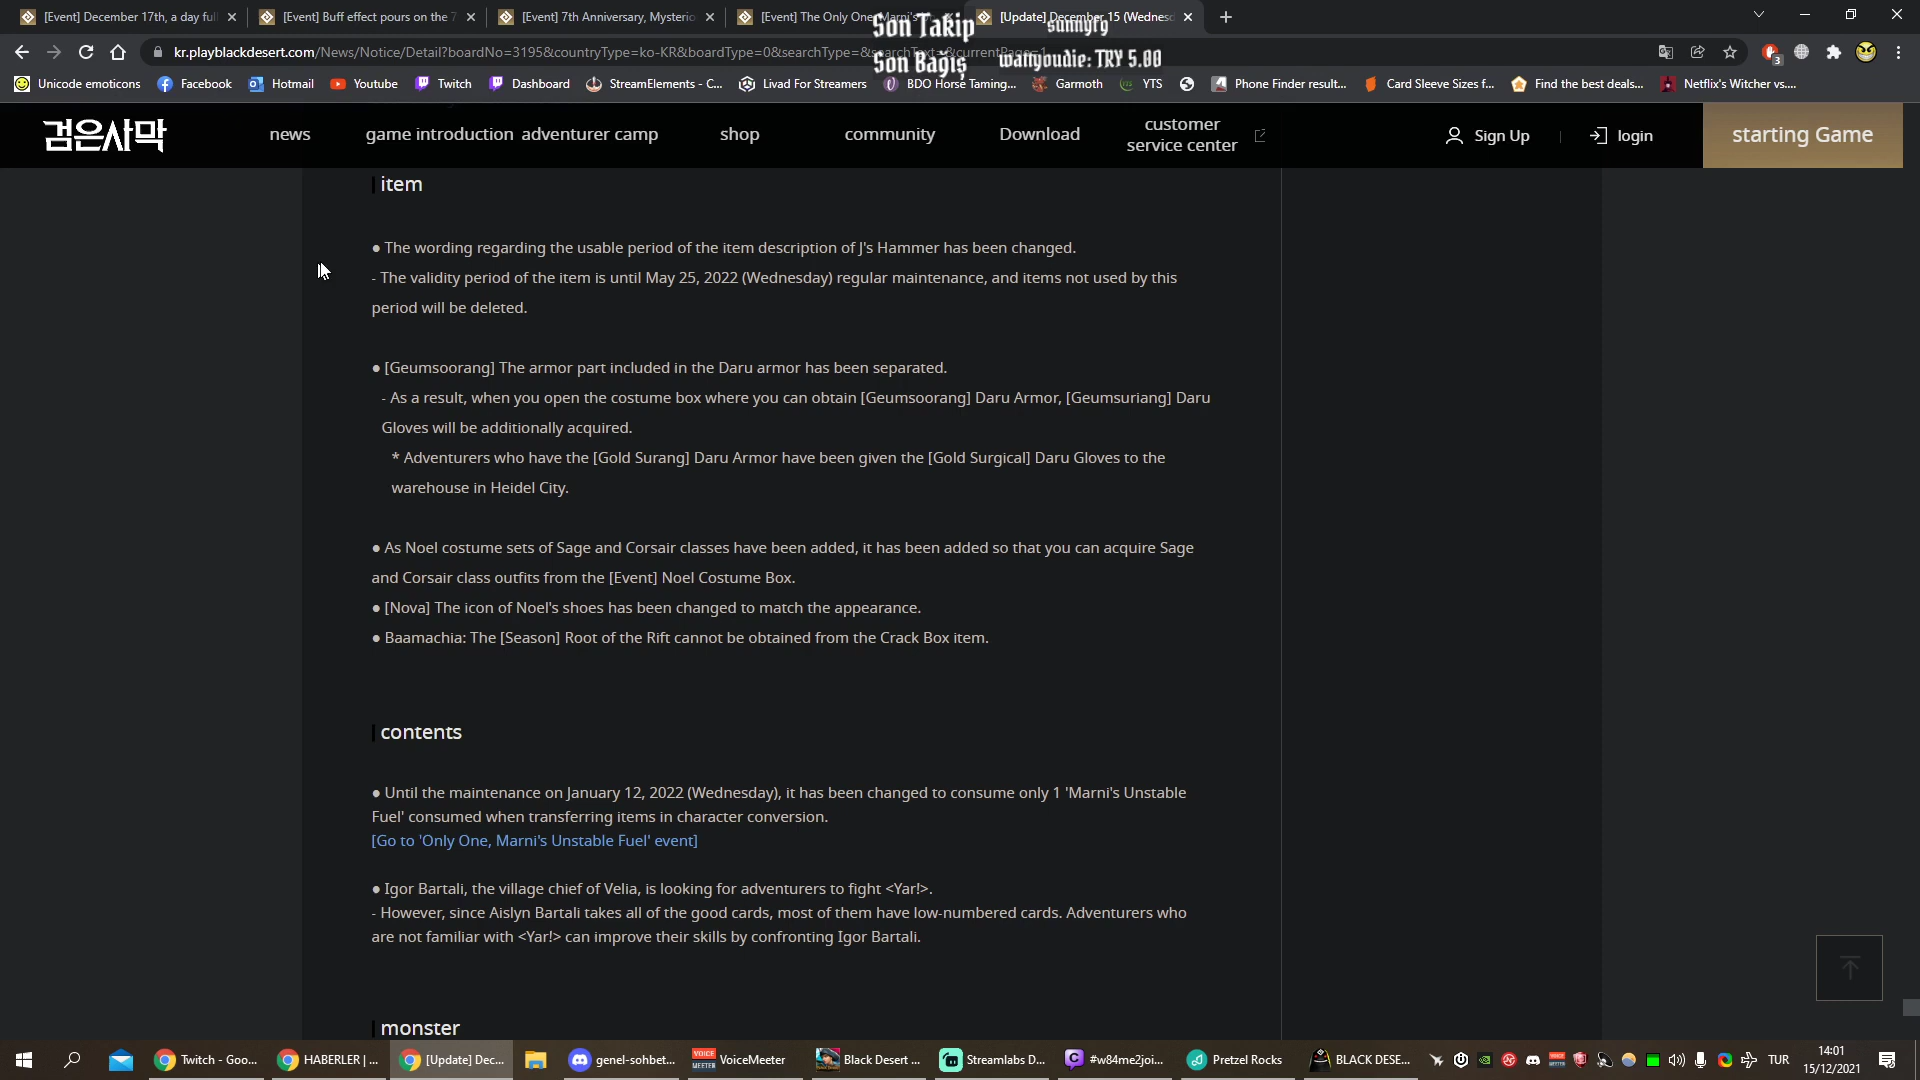 [Event] December 17th, a day ful
[Event] Buff effect pours on the 7
[Event] 7th Anniversary, Mysterio
[Event] The Only One, Marni's
[Update] December 15 (Wednesd
Son Takip
sunnyfy
kr.playblackdesert.com/News/Notice/Detail?boardNo=3195&countryType=ko-KR&boardType=0&searchType=&searchText=&currentPage=1
Son Bağış
wattyoudie: TRY 5.00
3
Unicode emoticons
Facebook
Hotmail
Youtube
Twitch
Dashboard
StreamElements - C...
Livad For Streamers
BDO Horse Taming...
Garmoth
YTS
Phone Finder result...
Card Sleeve Sizes f...
Find the best deals...
Netflix's Witcher vs....
검은사막
news
game introduction
adventurer camp
shop
community
Download
customer
service center
Sign Up
login
starting Game
item
● The wording regarding the usable period of the item description of J's Hammer has been changed.
- The validity period of the item is until May 25, 2022 (Wednesday) regular maintenance, and items not used by this
period will be deleted.
● [Geumsoorang] The armor part included in the Daru armor has been separated.
- As a result, when you open the costume box where you can obtain [Geumsoorang] Daru Armor, [Geumsuriang] Daru
Gloves will be additionally acquired.
* Adventurers who have the [Gold Surang] Daru Armor have been given the [Gold Surgical] Daru Gloves to the
warehouse in Heidel City.
● As Noel costume sets of Sage and Corsair classes have been added, it has been added so that you can acquire Sage
and Corsair class outfits from the [Event] Noel Costume Box.
● [Nova] The icon of Noel's shoes has been changed to match the appearance.
● Baamachia: The [Season] Root of the Rift cannot be obtained from the Crack Box item.
contents
● Until the maintenance on January 12, 2022 (Wednesday), it has been changed to consume only 1 'Marni's Unstable
Fuel' consumed when transferring items in character conversion.
[Go to 'Only One, Marni's Unstable Fuel' event]
● Igor Bartali, the village chief of Velia, is looking for adventurers to fight <Yar!>.
- However, since Aislyn Bartali takes all of the good cards, most of them have low-numbered cards. Adventurers who
are not familiar with <Yar!> can improve their skills by confronting Igor Bartali.
monster
Twitch - Goo...
HABERLER | ...
[Update] Dec...
genel-sohbet...
VOICE
MEETER
VoiceMeeter
Black Desert ...
Streamlabs D...
#w84me2joi...
Pretzel Rocks
BLACK DESE...
TUR
14:01
15/12/2021